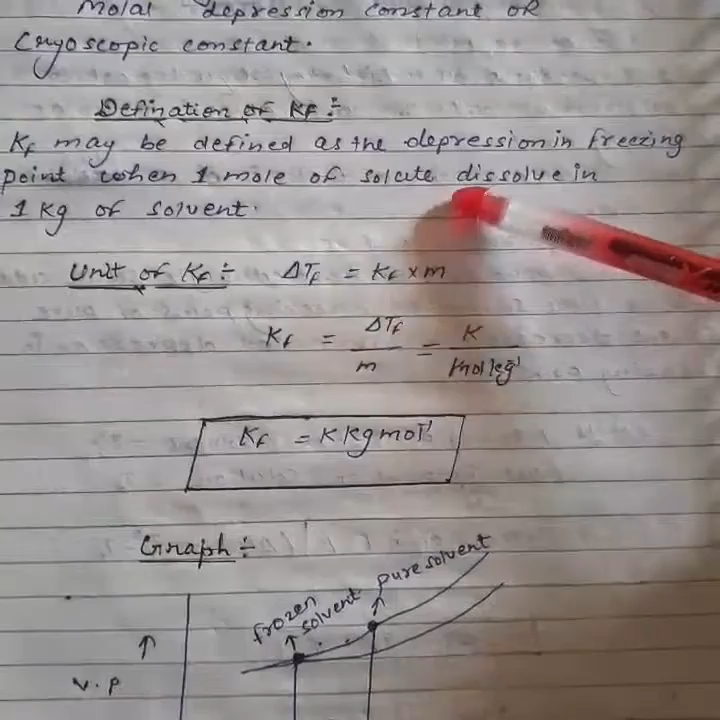 Molal depression constant or
Cryoscopic constant.
Defination of Kf ÷
Kf may be defined as the depression in freezing
point when 1 mole of solute dissolve in
1 Kg of solvent.
Unit of Kf ÷ ΔTf = Kf × m
Kf = ΔTf / m = K / mol kg⁻¹
Kf = K Kg mol⁻¹
Graph ÷
frozen solvent
pure solvent
↑
V.P